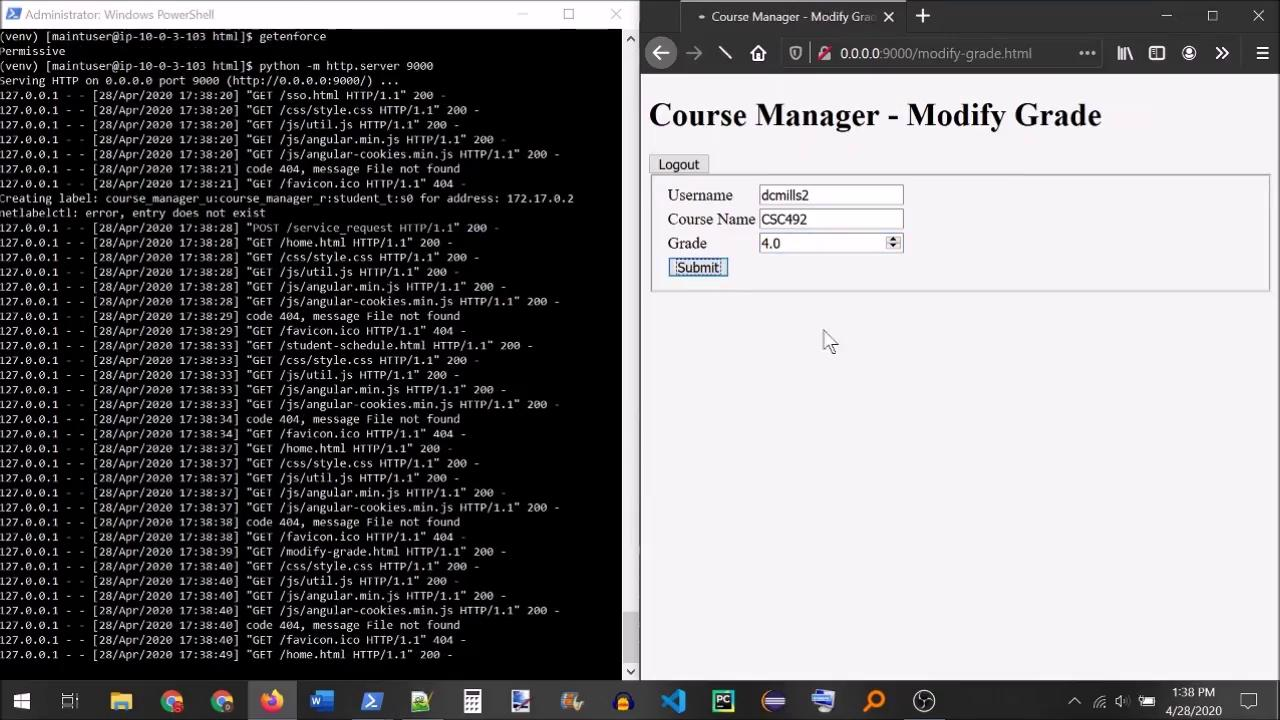 Administrator: Windows PowerShell
(venv) [maintuser@ip-10-0-3-103 html]$ getenforce
Permissive
(venv) [maintuser@ip-10-0-3-103 html]$ python -m http.server 9000
Serving HTTP on 0.0.0.0 port 9000 (http://0.0.0.0:9000/) ...
127.0.0.1 - - [28/Apr/2020 17:38:20] "GET /sso.html HTTP/1.1" 200 -
127.0.0.1 - - [28/Apr/2020 17:38:20] "GET /css/style.css HTTP/1.1" 200 -
127.0.0.1 - - [28/Apr/2020 17:38:20] "GET /js/util.js HTTP/1.1" 200 -
127.0.0.1 - - [28/Apr/2020 17:38:20] "GET /js/angular.min.js HTTP/1.1" 200 -
127.0.0.1 - - [28/Apr/2020 17:38:20] "GET /js/angular-cookies.min.js HTTP/1.1" 200 -
127.0.0.1 - - [28/Apr/2020 17:38:21] code 404, message File not found
127.0.0.1 - - [28/Apr/2020 17:38:21] "GET /favicon.ico HTTP/1.1" 404 -
Creating label: course_manager_u:course_manager_r:student_t:s0 for address: 172.17.0.2
netlabelctl: error, entry does not exist
127.0.0.1 - - [28/Apr/2020 17:38:28] "POST /service_request HTTP/1.1" 200 -
127.0.0.1 - - [28/Apr/2020 17:38:28] "GET /home.html HTTP/1.1" 200 -
127.0.0.1 - - [28/Apr/2020 17:38:28] "GET /css/style.css HTTP/1.1" 200 -
127.0.0.1 - - [28/Apr/2020 17:38:28] "GET /js/util.js HTTP/1.1" 200 -
127.0.0.1 - - [28/Apr/2020 17:38:28] "GET /js/angular.min.js HTTP/1.1" 200 -
127.0.0.1 - - [28/Apr/2020 17:38:28] "GET /js/angular-cookies.min.js HTTP/1.1" 200 -
127.0.0.1 - - [28/Apr/2020 17:38:29] code 404, message File not found
127.0.0.1 - - [28/Apr/2020 17:38:29] "GET /favicon.ico HTTP/1.1" 404 -
127.0.0.1 - - [28/Apr/2020 17:38:33] "GET /student-schedule.html HTTP/1.1" 200 -
127.0.0.1 - - [28/Apr/2020 17:38:33] "GET /css/style.css HTTP/1.1" 200 -
127.0.0.1 - - [28/Apr/2020 17:38:33] "GET /js/util.js HTTP/1.1" 200 -
127.0.0.1 - - [28/Apr/2020 17:38:33] "GET /js/angular.min.js HTTP/1.1" 200 -
127.0.0.1 - - [28/Apr/2020 17:38:33] "GET /js/angular-cookies.min.js HTTP/1.1" 200 -
127.0.0.1 - - [28/Apr/2020 17:38:34] code 404, message File not found
127.0.0.1 - - [28/Apr/2020 17:38:34] "GET /favicon.ico HTTP/1.1" 404 -
127.0.0.1 - - [28/Apr/2020 17:38:37] "GET /home.html HTTP/1.1" 200 -
127.0.0.1 - - [28/Apr/2020 17:38:37] "GET /css/style.css HTTP/1.1" 200 -
127.0.0.1 - - [28/Apr/2020 17:38:37] "GET /js/util.js HTTP/1.1" 200 -
127.0.0.1 - - [28/Apr/2020 17:38:37] "GET /js/angular.min.js HTTP/1.1" 200 -
127.0.0.1 - - [28/Apr/2020 17:38:37] "GET /js/angular-cookies.min.js HTTP/1.1" 200 -
127.0.0.1 - - [28/Apr/2020 17:38:38] code 404, message File not found
127.0.0.1 - - [28/Apr/2020 17:38:38] "GET /favicon.ico HTTP/1.1" 404 -
127.0.0.1 - - [28/Apr/2020 17:38:39] "GET /modify-grade.html HTTP/1.1" 200 -
127.0.0.1 - - [28/Apr/2020 17:38:40] "GET /css/style.css HTTP/1.1" 200 -
127.0.0.1 - - [28/Apr/2020 17:38:40] "GET /js/util.js HTTP/1.1" 200 -
127.0.0.1 - - [28/Apr/2020 17:38:40] "GET /js/angular.min.js HTTP/1.1" 200 -
127.0.0.1 - - [28/Apr/2020 17:38:40] "GET /js/angular-cookies.min.js HTTP/1.1" 200 -
127.0.0.1 - - [28/Apr/2020 17:38:40] code 404, message File not found
127.0.0.1 - - [28/Apr/2020 17:38:40] "GET /favicon.ico HTTP/1.1" 404 -
127.0.0.1 - - [28/Apr/2020 17:38:49] "GET /home.html HTTP/1.1" 200 -
Course Manager - Modify Grad
0.0.0.0:9000/modify-grade.html
Course Manager - Modify Grade
Logout
Username dcmills2
Course Name CSC492
Grade 4.0
Submit
1:38 PM
4/28/2020